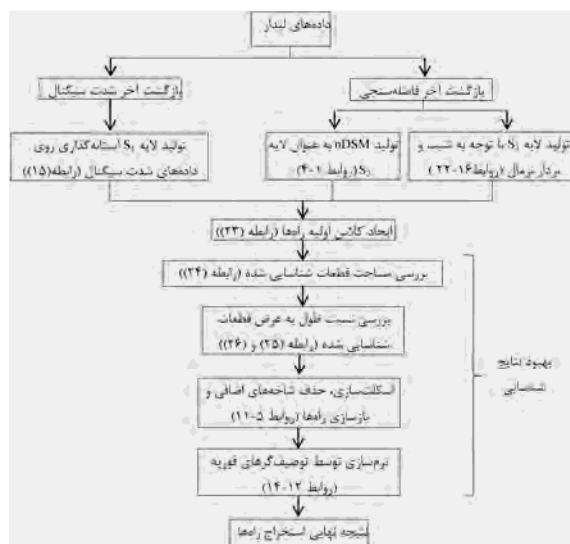 داده‌های لیدار
بازگشت آخر شدت سیگنال
بازگشت آخر فاصله‌سنجی
تولید لایه S₁ آستانه‌گذاری روی
داده‌های شدت سیگنال (رابطه(۱۵))
تولید nDSM به عنوان لایه
S₂(روابط ۱-۴)
تولید لایه S₃ با توجه به شیب و
بردار نرمال (روابط ۱۶-۲۲)
ایجاد کلاس اولیه راه‌ها (رابطه (۲۳))
بررسی مساحت قطعات شناسایی شده (رابطه (۲۴))
بررسی نسبت طول به عرض قطعات
شناسایی شده (رابطه (۲۵) و (۲۶))
اسکلت‌سازی، حذف شاخه‌های اضافی و
بازسازی راه‌ها (روابط ۵-۱۱)
نرم‌سازی توسط توصیف‌گرهای فوریه
(روابط ۱۲-۱۴)
نتیجه نهایی استخراج راه‌ها
بهبود نتایج
شناسایی